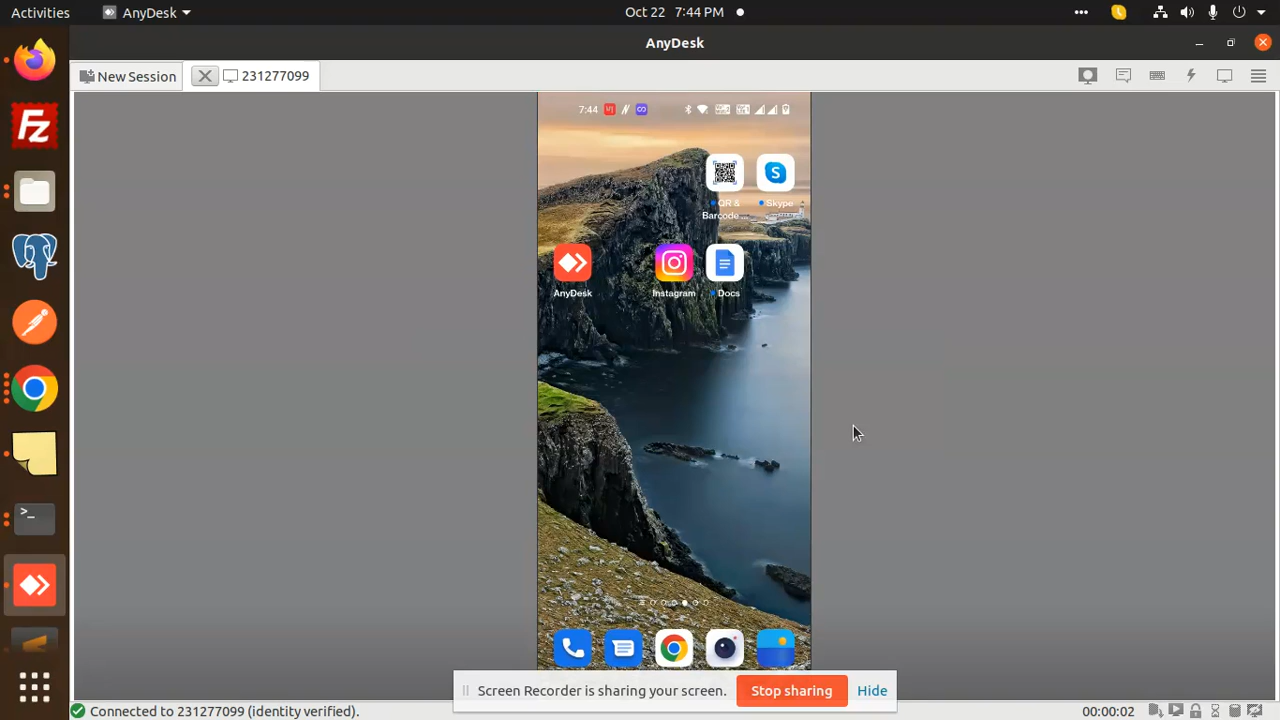 Activities
AnyDesk
Oct 22 7:44 PM
AnyDesk
New Session
231277099
7:44
QR &
Barcode ...
Skype
AnyDesk
Instagram
Docs
Screen Recorder is sharing your screen.
Stop sharing
Hide
Connected to 231277099 (identity verified).
00:00:02